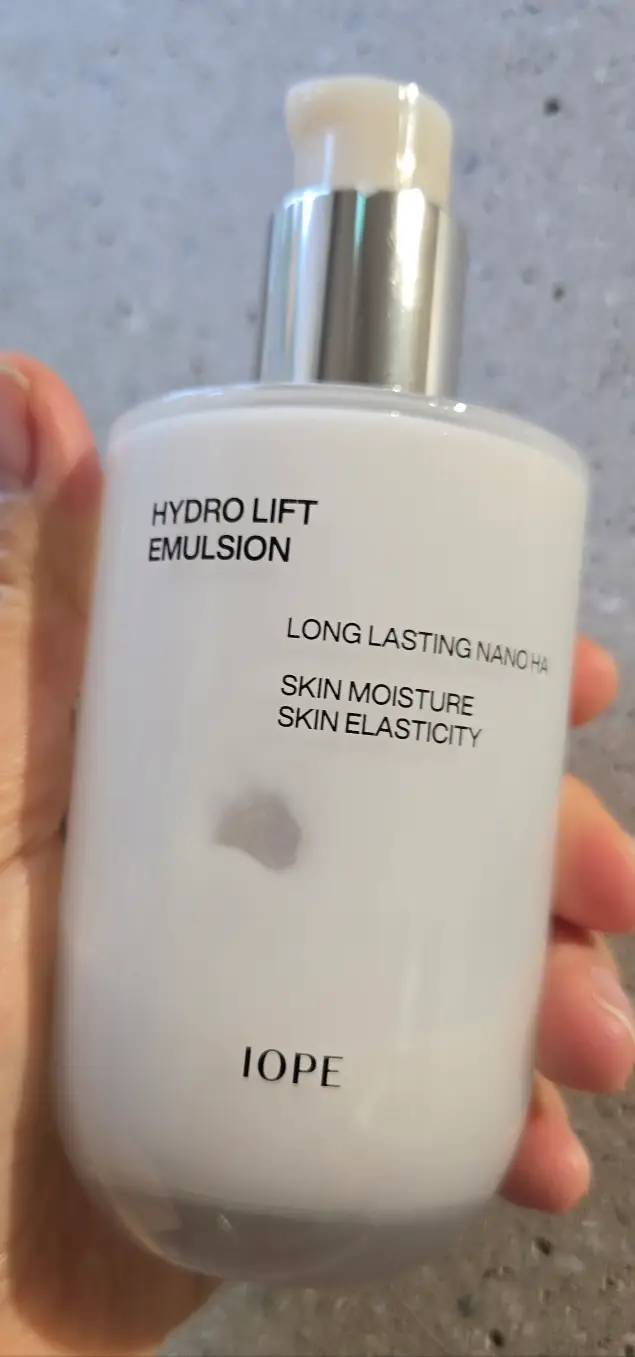 HYDRO LIFT
EMULSION
LONG LASTING NANO HA
SKIN MOISTURE
SKIN ELASTICITY
IOPE